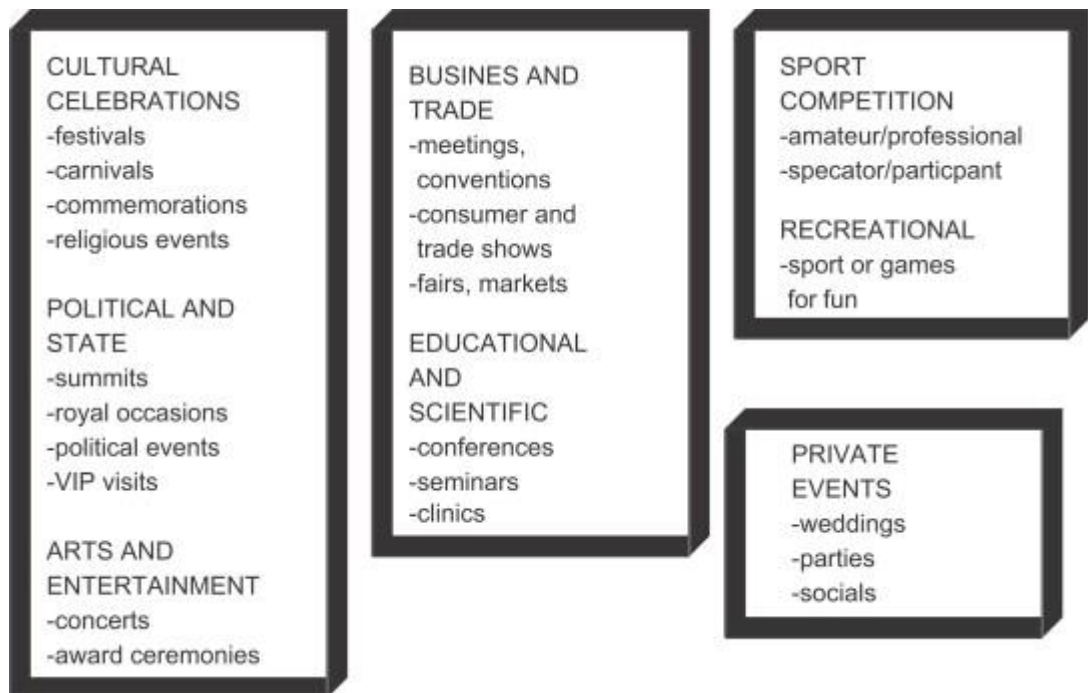 CULTURAL
CELEBRATIONS
-festivals
-carnivals
-commemorations
-religious events
POLITICAL AND
STATE
-summits
-royal occasions
-political events
-VIP visits
ARTS AND
ENTERTAINMENT
-concerts
-award ceremonies
BUSINES AND
TRADE
-meetings,
conventions
-consumer and
trade shows
-fairs, markets
EDUCATIONAL
AND
SCIENTIFIC
-conferences
-seminars
-clinics
SPORT
COMPETITION
-amateur/professional
-specator/particpant
RECREATIONAL
-sport or games
for fun
PRIVATE
EVENTS
-weddings
-parties
-socials